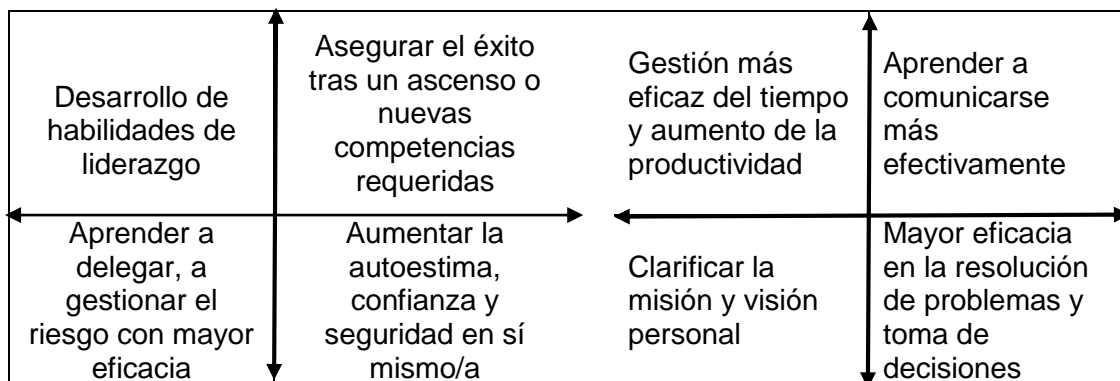 Desarrollo de
habilidades de
liderazgo
Asegurar el éxito
tras un ascenso o
nuevas
competencias
requeridas
Gestión más
eficaz del tiempo
y aumento de la
productividad
Aprender a
comunicarse
más
efectivamente
Aprender a
delegar, a
gestionar el
riesgo con mayor
eficacia
Aumentar la
autoestima,
confianza y
seguridad en sí
mismo/a
Clarificar la
misión y visión
personal
Mayor eficacia
en la resolución
de problemas y
toma de
decisiones